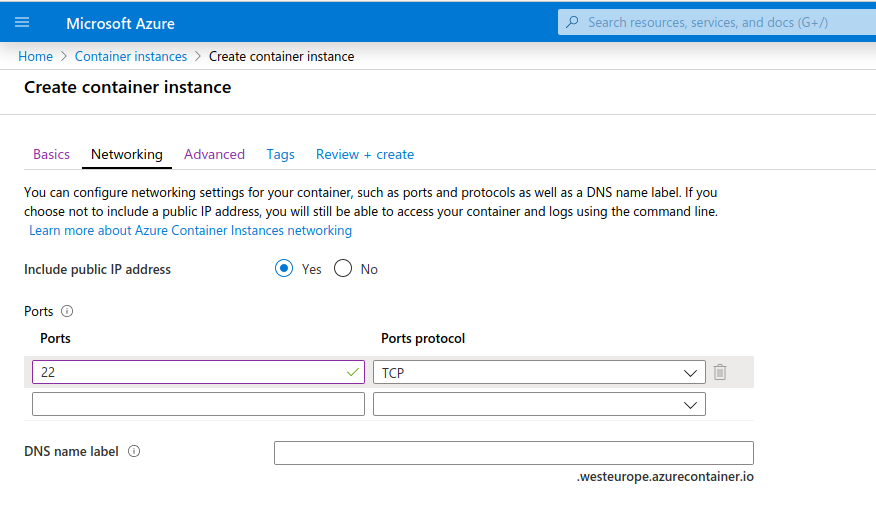 Microsoft Azure
Search resources, services, and docs (G+/)
Home > Container instances > Create container instance
Create container instance
Basics Networking Advanced Tags Review + create
You can configure networking settings for your container, such as ports and protocols as well as a DNS name label. If you
choose not to include a public IP address, you will still be able to access your container and logs using the command line.
Learn more about Azure Container Instances networking
Include public IP address Yes No
Ports
Ports Ports protocol
22 TCP
DNS name label
.westeurope.azurecontainer.io